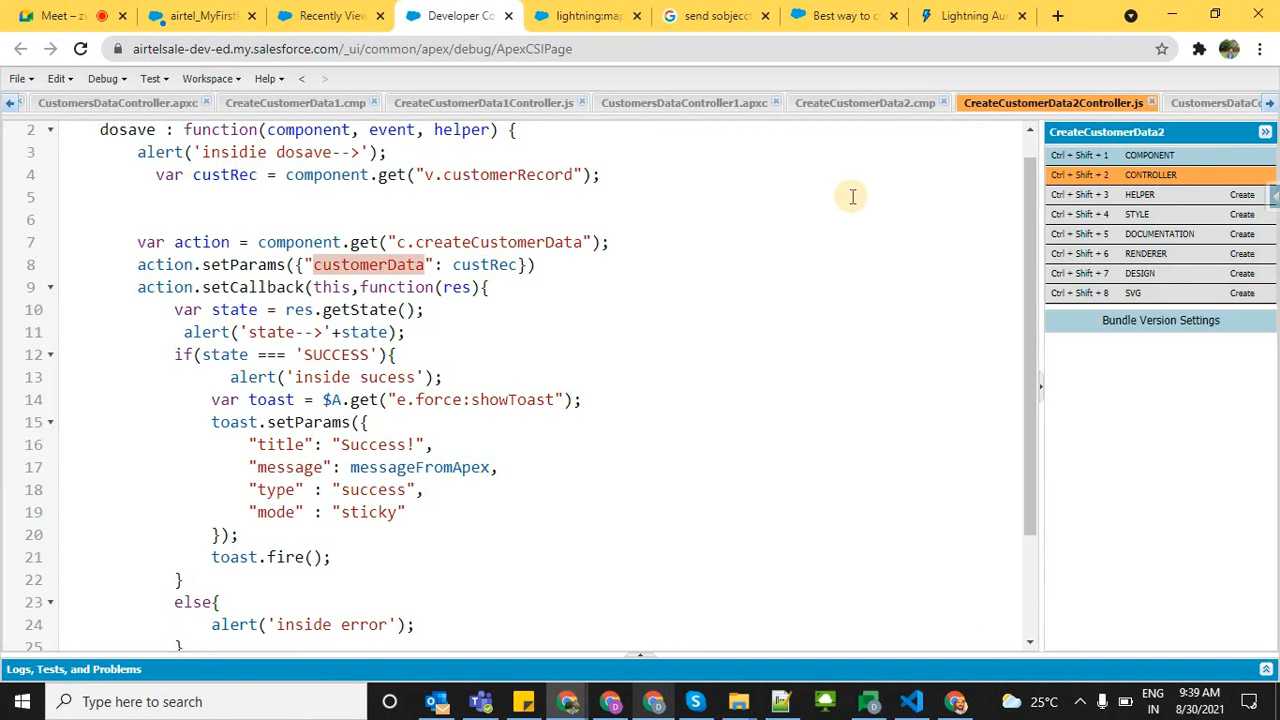 Meet – zv
airtel_MyFirst
Recently View
Developer Co
lightning:map
send sobject
Best way to c
Lightning Au
airtelsale-dev-ed.my.salesforce.com/_ui/common/apex/debug/ApexCSIPage
File Edit Debug Test Workspace Help < >
CustomersDataController.apxc CreateCustomerData1.cmp CreateCustomerData1Controller.js CustomersDataController1.apxc CreateCustomerData2.cmp CreateCustomerData2Controller.js CustomersDataCo
2 dosave : function(component, event, helper) {
3 alert('insidie dosave-->');
4 var custRec = component.get("v.customerRecord");
5
6
7 var action = component.get("c.createCustomerData");
8 action.setParams({"customerData": custRec})
9 action.setCallback(this,function(res){
10 var state = res.getState();
11 alert('state-->'+state);
12 if(state === 'SUCCESS'){
13 alert('inside sucess');
14 var toast = $A.get("e.force:showToast");
15 toast.setParams({
16 "title": "Success!",
17 "message": messageFromApex,
18 "type" : "success",
19 "mode" : "sticky"
20 });
21 toast.fire();
22 }
23 else{
24 alert('inside error');
25 }
CreateCustomerData2
Ctrl + Shift + 1 COMPONENT
Ctrl + Shift + 2 CONTROLLER
Ctrl + Shift + 3 HELPER Create
Ctrl + Shift + 4 STYLE Create
Ctrl + Shift + 5 DOCUMENTATION Create
Ctrl + Shift + 6 RENDERER Create
Ctrl + Shift + 7 DESIGN Create
Ctrl + Shift + 8 SVG Create
Bundle Version Settings
Logs, Tests, and Problems
Type here to search
25°C
ENG
IN
9:39 AM
8/30/2021